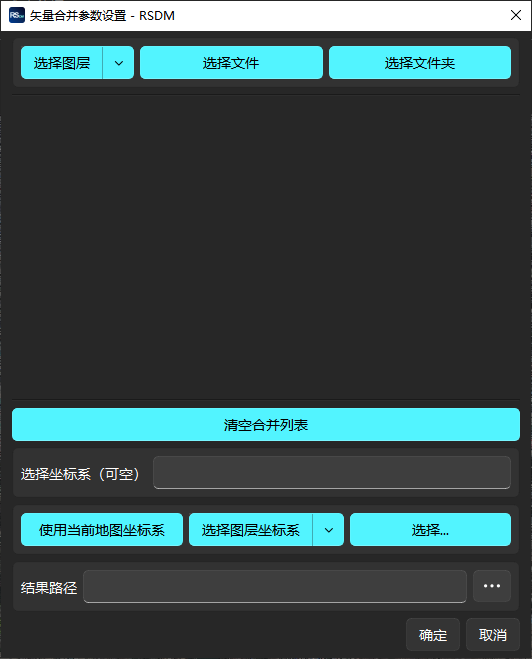 矢量合并参数设置 - RSDM
选择图层 选择文件 选择文件夹
清空合并列表
选择坐标系（可空）
使用当前地图坐标系 选择图层坐标系 选择...
结果路径 ...
确定 取消